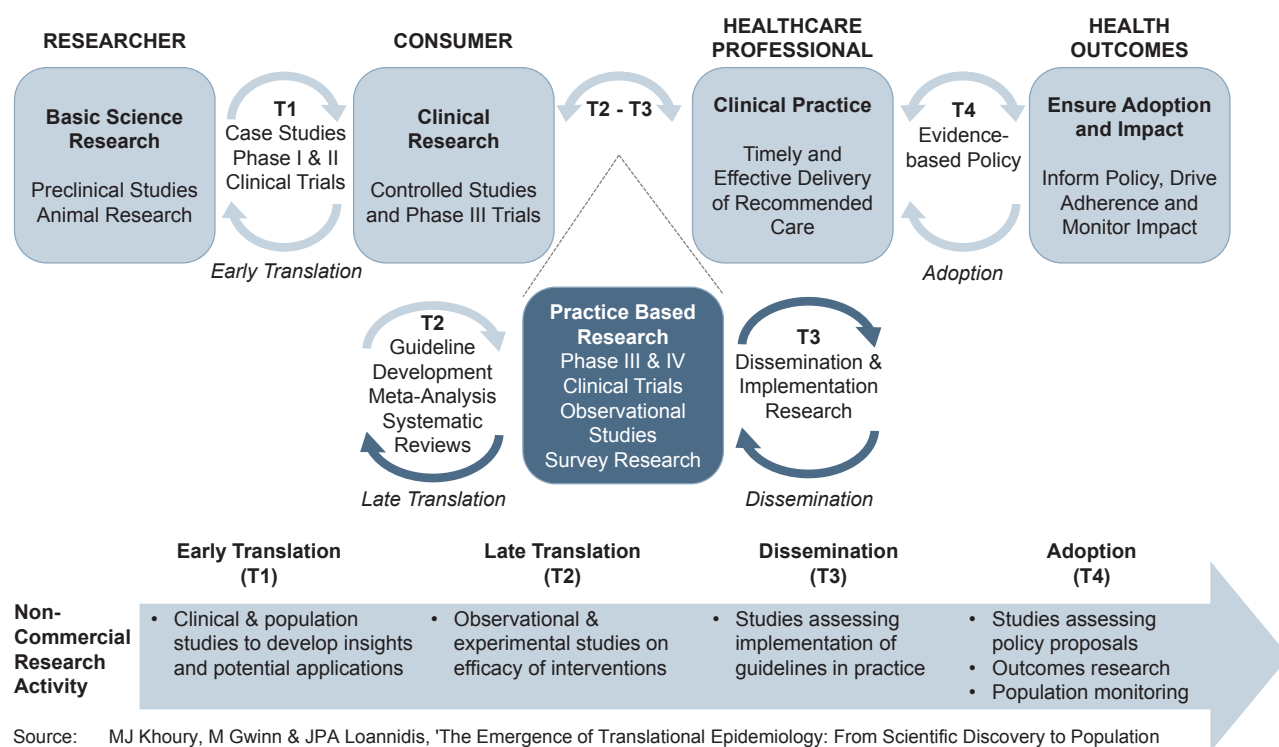 RESEARCHER
CONSUMER
HEALTHCARE
PROFESSIONAL
HEALTH
OUTCOMES
Basic Science
Research
Preclinical Studies
Animal Research
T1
Case Studies
Phase I & II
Clinical Trials
Early Translation
Clinical
Research
Controlled Studies
and Phase III Trials
T2 - T3
Clinical Practice
Timely and
Effective Delivery
of Recommended
Care
T4
Evidence-
based Policy
Adoption
Ensure Adoption
and Impact
Inform Policy, Drive
Adherence and
Monitor Impact
T2
Guideline
Development
Meta-Analysis
Systematic
Reviews
Late Translation
Practice Based
Research
Phase III & IV
Clinical Trials
Observational
Studies
Survey Research
T3
Dissemination &
Implementation
Research
Dissemination
Early Translation
(T1)
Late Translation
(T2)
Dissemination
(T3)
Adoption
(T4)
Non-
Commercial
Research
Activity
• Clinical & population
studies to develop insights
and potential applications
• Observational &
experimental studies on
efficacy of interventions
• Studies assessing
implementation of
guidelines in practice
• Studies assessing
policy proposals
• Outcomes research
• Population monitoring
Source: MJ Khoury, M Gwinn & JPA Loannidis, 'The Emergence of Translational Epidemiology: From Scientific Discovery to Population